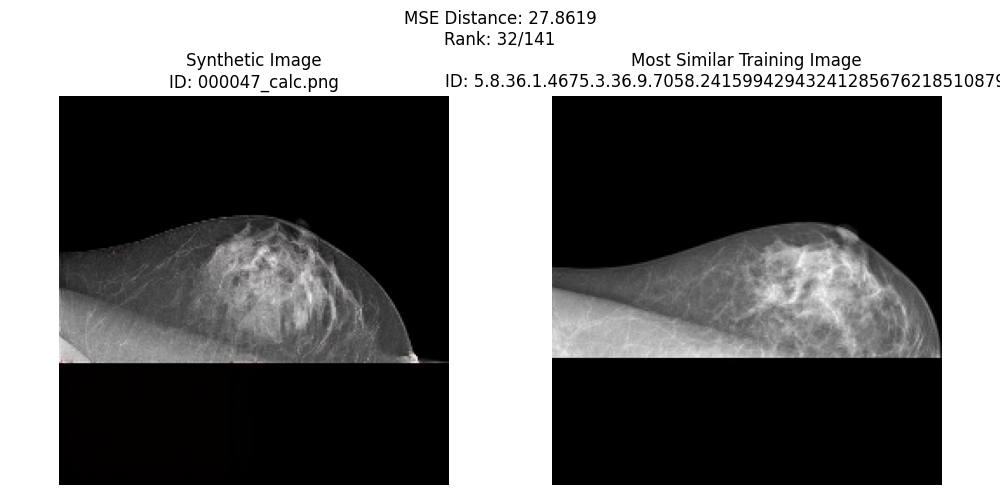 MSE Distance: 27.8619
Rank: 32/141
Synthetic Image
ID: 000047_calc.png
Most Similar Training Image
ID: 5.8.36.1.4675.3.36.9.7058.24159942943241285676218510879